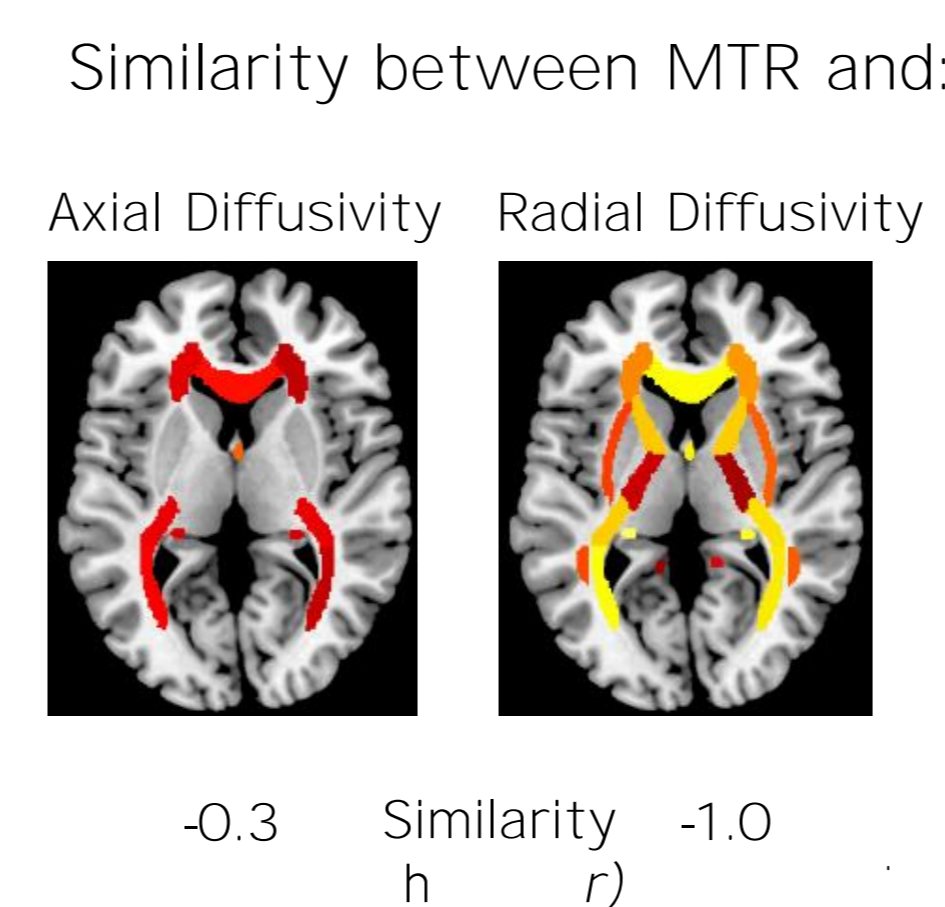 Similarity between MTR and:
Axial Diffusivity Radial Diffusivity
-0.3 Similarity -1.0
h r)